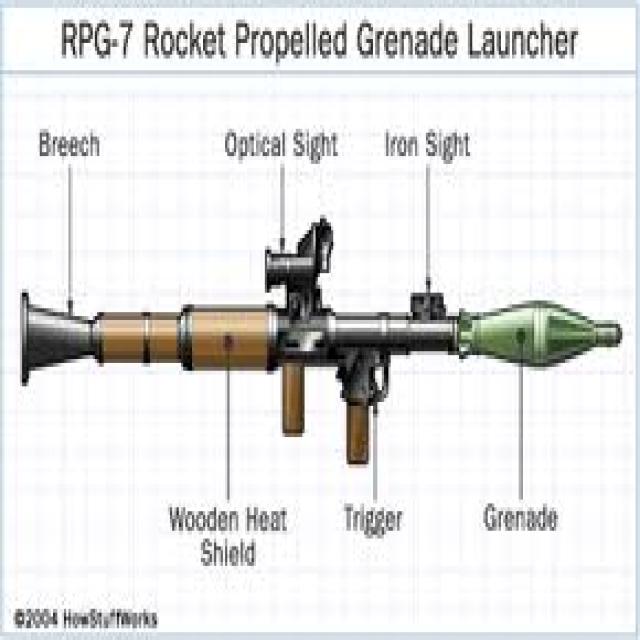 RPG-7 Rocket Propelled Grenade Launcher
Breech
Optical Sight
Iron Sight
Wooden Heat
Shield
Trigger
Grenade
©2004 HowStuffWorks